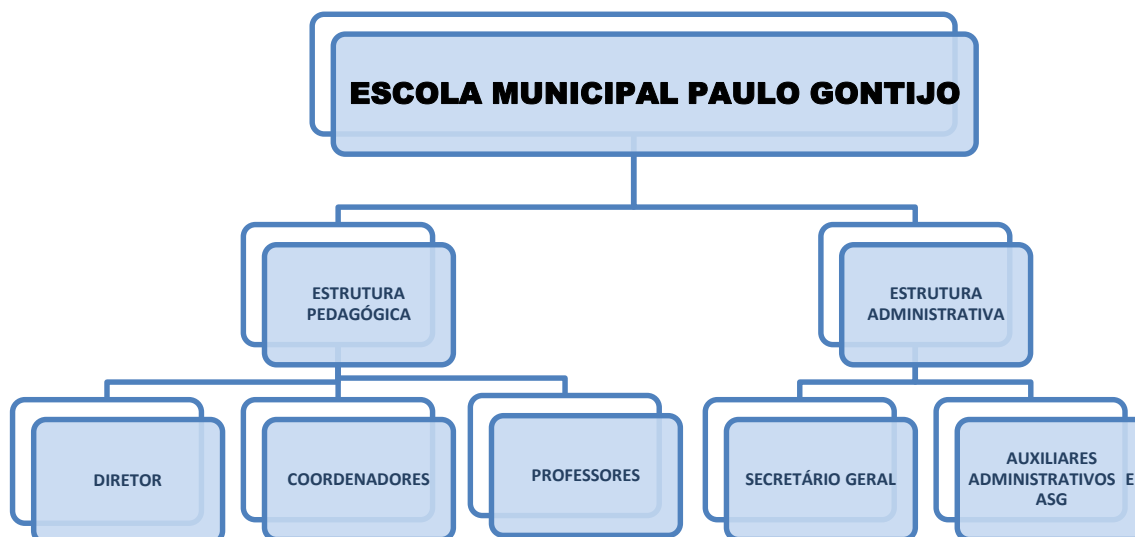 ESCOLA MUNICIPAL PAULO GONTIJO
ESTRUTURA
PEDAGÓGICA
ESTRUTURA
ADMINISTRATIVA
DIRETOR
COORDENADORES
PROFESSORES
SECRETÁRIO GERAL
AUXILIARES
ADMINISTRATIVOS E
ASG